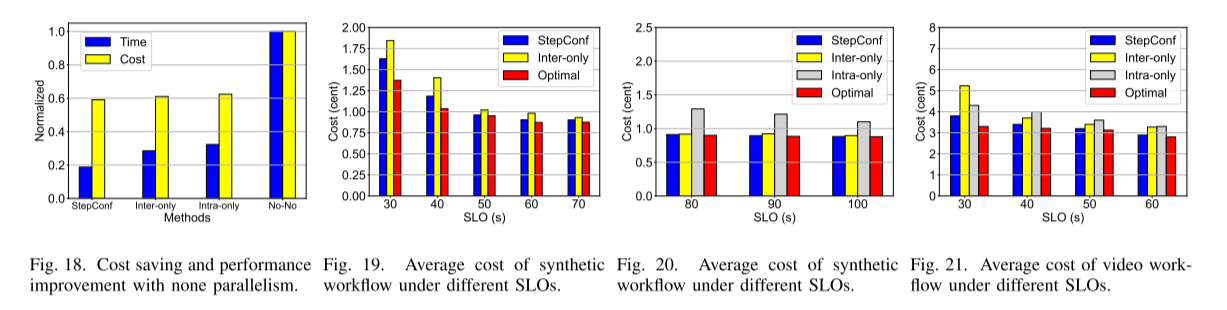 1.0
0.8
0.6
0.4
0.2
0.0
Normalized
Time
Cost
StepConf Inter-only Intra-only No-No
Methods
2.00
1.75
1.50
1.25
1.00
0.75
0.50
0.25
0.00
Cost (cent)
StepConf
Inter-only
Optimal
30 40 50 60 70
SLO (s)
2.5
2.0
1.5
1.0
0.5
0.0
Cost (cent)
StepConf
Inter-only
Intra-only
Optimal
80 90 100
SLO (s)
8
7
6
5
4
3
2
1
0
Cost (cent)
StepConf
Inter-only
Intra-only
Optimal
30 40 50 60
SLO (s)
Fig. 18. Cost saving and performance
improvement with none parallelism.
Fig. 19. Average cost of synthetic
workflow under different SLOs.
Fig. 20. Average cost of synthetic
workflow under different SLOs.
Fig. 21. Average cost of video work-
flow under different SLOs.